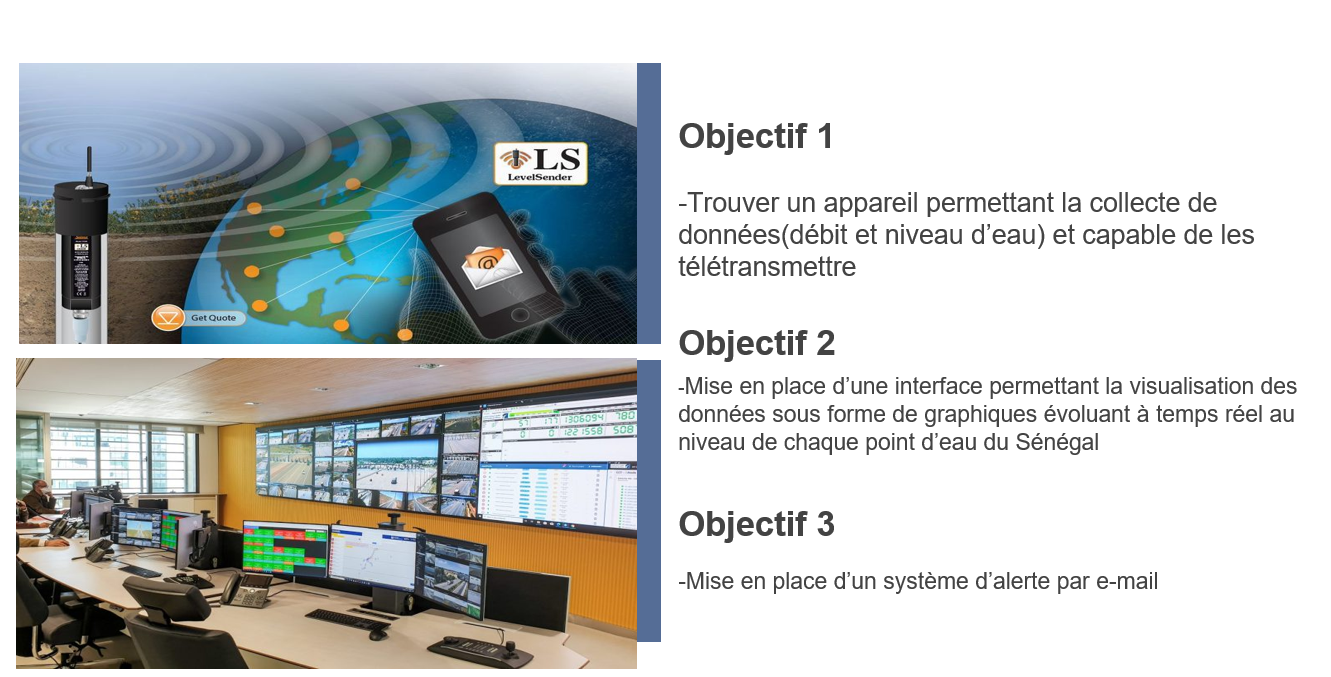 LS
LevelSender
Get Quote
Objectif 1
-Trouver un appareil permettant la collecte de
données(débit et niveau d’eau) et capable de les
télétransmettre
Objectif 2
-Mise en place d’une interface permettant la visualisation des
données sous forme de graphiques évoluant à temps réel au
niveau de chaque point d’eau du Sénégal
Objectif 3
-Mise en place d’un système d’alerte par e-mail